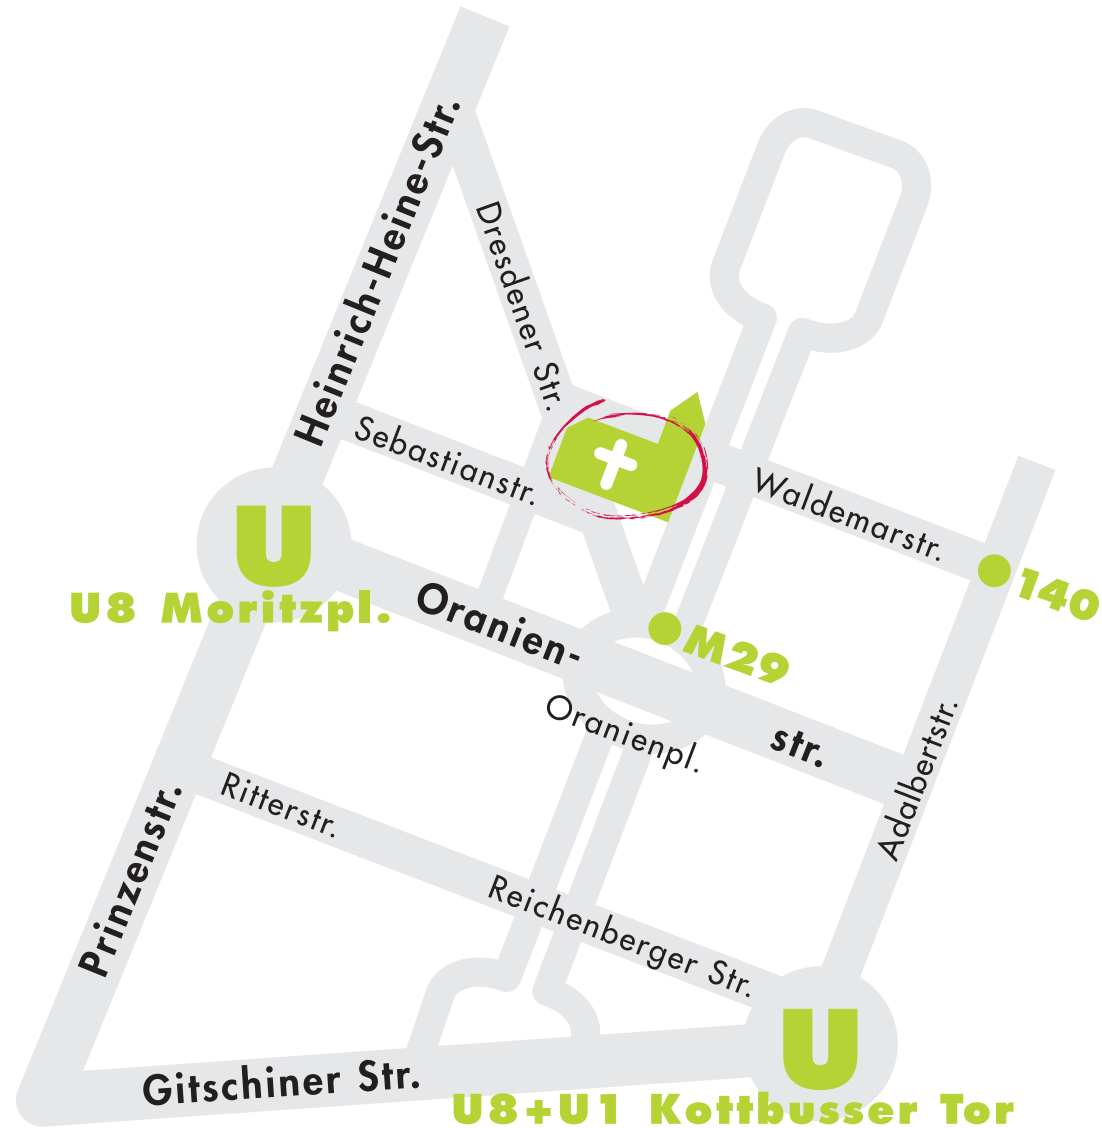 Heinrich-Heine-Str.
Dresdener Str.
Sebastianstr.
Waldemarstr.
U
U8 Moritzpl.
140
Oranien-
M29
Oranienpl.
str.
Adalbertstr.
Ritterstr.
Prinzenstr.
Reichenberger Str.
U
Gitschiner Str.
U8+U1 Kottbusser Tor